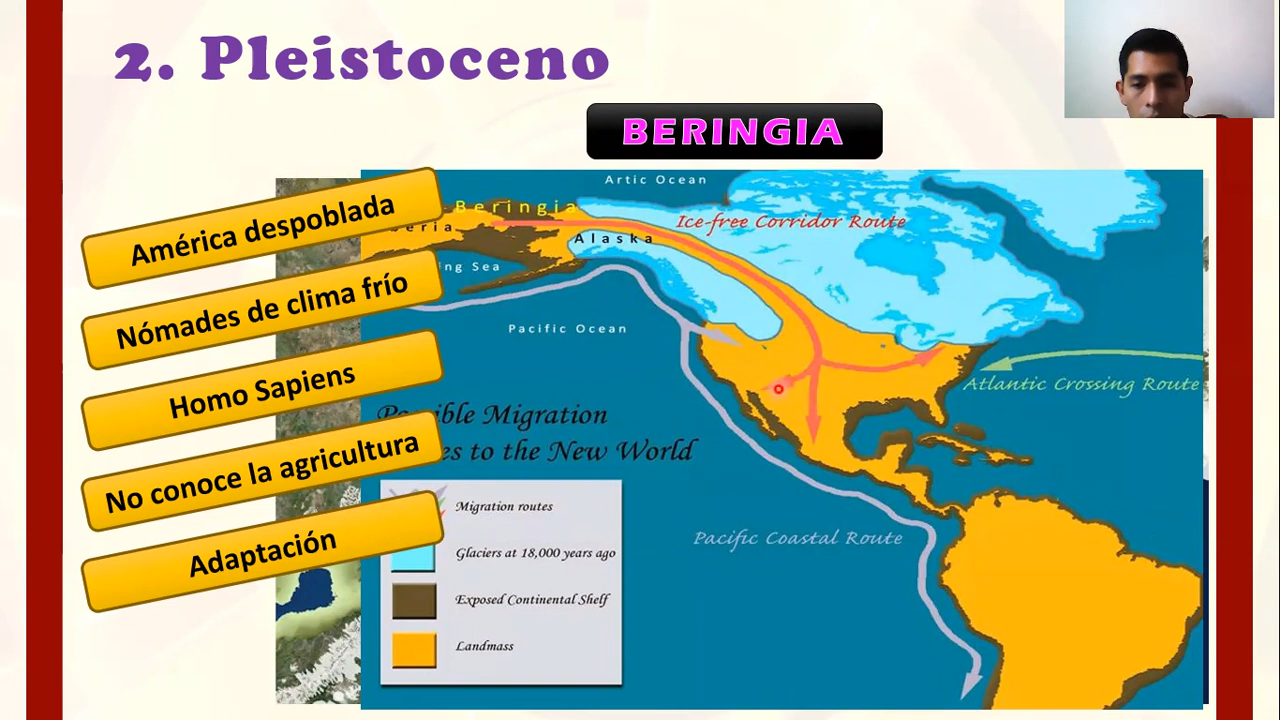 2. Pleistoceno
BERINGIA
América despoblada
Nómades de clima frío
Homo Sapiens
No conoce la agricultura
Adaptación
Artic Ocean
Beringia
Ice-free Corridor Route
Alaska
Sea
Pacific Ocean
Atlantic Crossing Route
Migration
to the New World
Pacific Coastal Route
Migration routes
Glaciers at 18,000 years ago
Exposed Continental Shelf
Landmass